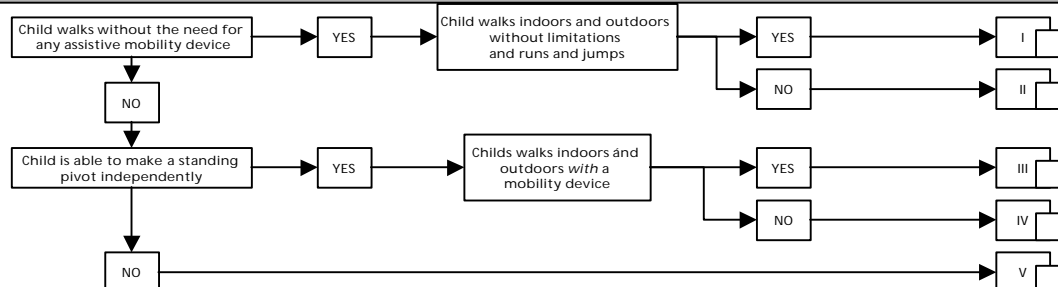 Child walks without the need for
any assistive mobility device
YES
Child walks indoors and outdoors
without limitations
and runs and jumps
YES
I
NO
II
NO
Child is able to make a standing
pivot independently
YES
Childs walks indoors ánd
outdoors with a
mobility device
YES
III
NO
IV
NO
V